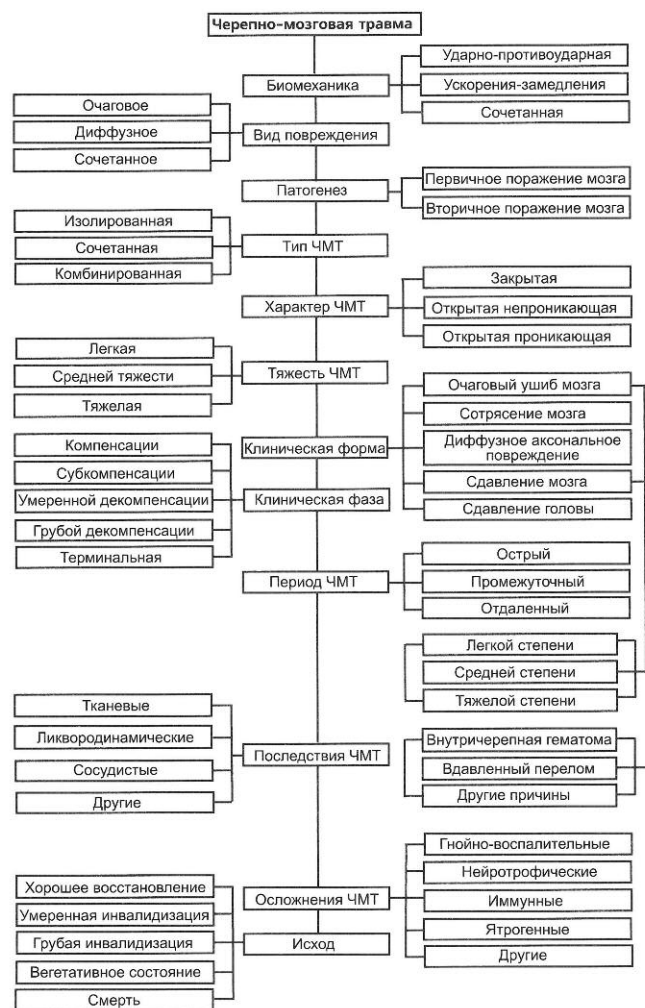 Черепно-мозговая травма
Биомеханика
Ударно-противоударная
Ускорения-замедления
Сочетанная
Очаговое
Диффузное
Сочетанное
Вид повреждения
Патогенез
Первичное поражение мозга
Вторичное поражение мозга
Изолированная
Сочетанная
Комбинированная
Тип ЧМТ
Характер ЧМТ
Закрытая
Открытая непроникающая
Открытая проникающая
Легкая
Средней тяжести
Тяжелая
Тяжесть ЧМТ
Клиническая форма
Очаговый ушиб мозга
Сотрясение мозга
Диффузное аксональное
повреждение
Сдавление мозга
Сдавление головы
Компенсации
Субкомпенсации
Умеренной декомпенсации
Грубой декомпенсации
Терминальная
Клиническая фаза
Период ЧМТ
Острый
Промежуточный
Отдаленный
Легкой степени
Средней степени
Тяжелой степени
Тканевые
Ликвородинамические
Сосудистые
Другие
Последствия ЧМТ
Внутричерепная гематома
Вдавленный перелом
Другие причины
Осложнения ЧМТ
Гнойно-воспалительные
Нейротрофические
Иммунные
Ятрогенные
Другие
Хорошее восстановление
Умеренная инвалидизация
Грубая инвалидизация
Вегетативное состояние
Смерть
Исход